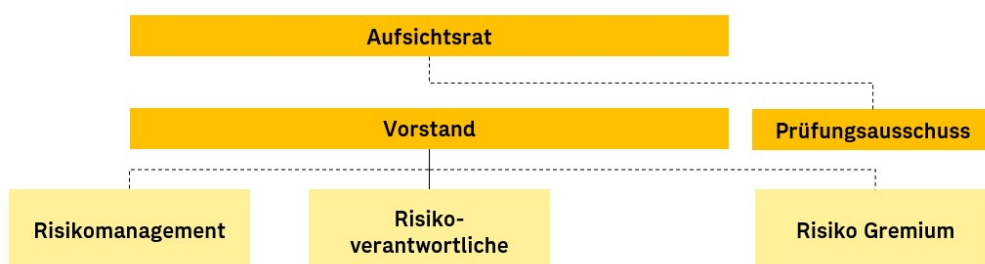 Aufsichtsrat
Vorstand
Prüfungsausschuss
Risikomanagement
Risiko-
verantwortliche
Risiko Gremium